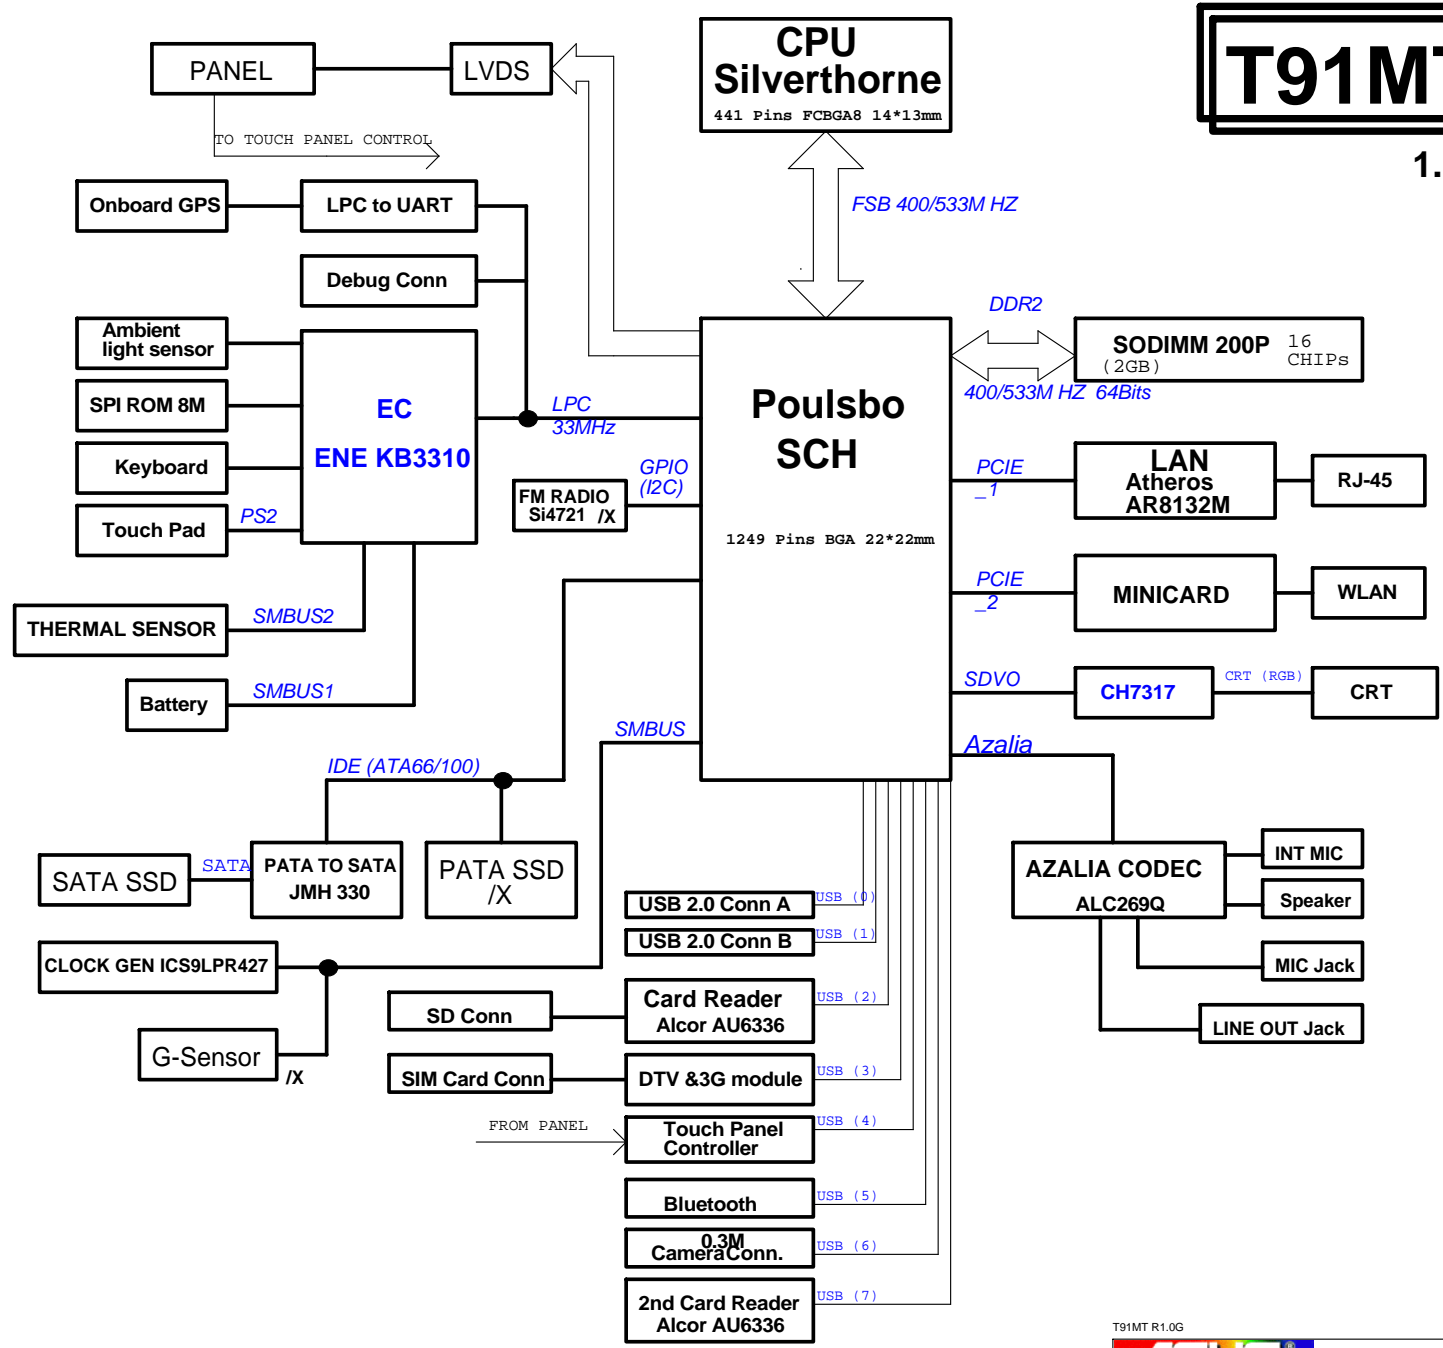 CPU
Silverthorne
441 Pins FCBGA8 14*13mm
T91MT
1.
PANEL
LVDS
TO TOUCH PANEL CONTROL
Onboard GPS
LPC to UART
FSB 400/533M HZ
Debug Conn
DDR2
Ambient
light sensor
SODIMM 200P
(2GB)
16
CHIPs
400/533M HZ 64Bits
SPI ROM 8M
EC
ENE KB3310
LPC
33MHz
Poulsbo
SCH
1249 Pins BGA 22*22mm
Keyboard
GPIO
(I2C)
FM RADIO
Si4721 /X
PCIE
_1
LAN
Atheros
AR8132M
RJ-45
Touch Pad
PS2
PCIE
_2
MINICARD
WLAN
THERMAL SENSOR
SMBUS2
Battery
SMBUS1
SDVO
CH7317
CRT (RGB)
CRT
SMBUS
Azalia
IDE (ATA66/100)
SATA SSD
SATA
PATA TO SATA
JMH 330
PATA SSD
/X
AZALIA CODEC
ALC269Q
INT MIC
Speaker
MIC Jack
LINE OUT Jack
USB 2.0 Conn A
USB (0)
USB 2.0 Conn B
USB (1)
CLOCK GEN ICS9LPR427
G-Sensor
/X
SD Conn
Card Reader
Alcor AU6336
USB (2)
SIM Card Conn
DTV &3G module
USB (3)
FROM PANEL
Touch Panel
Controller
USB (4)
Bluetooth
USB (5)
0.3M
CameraConn.
USB (6)
2nd Card Reader
Alcor AU6336
USB (7)
T91MT R1.0G